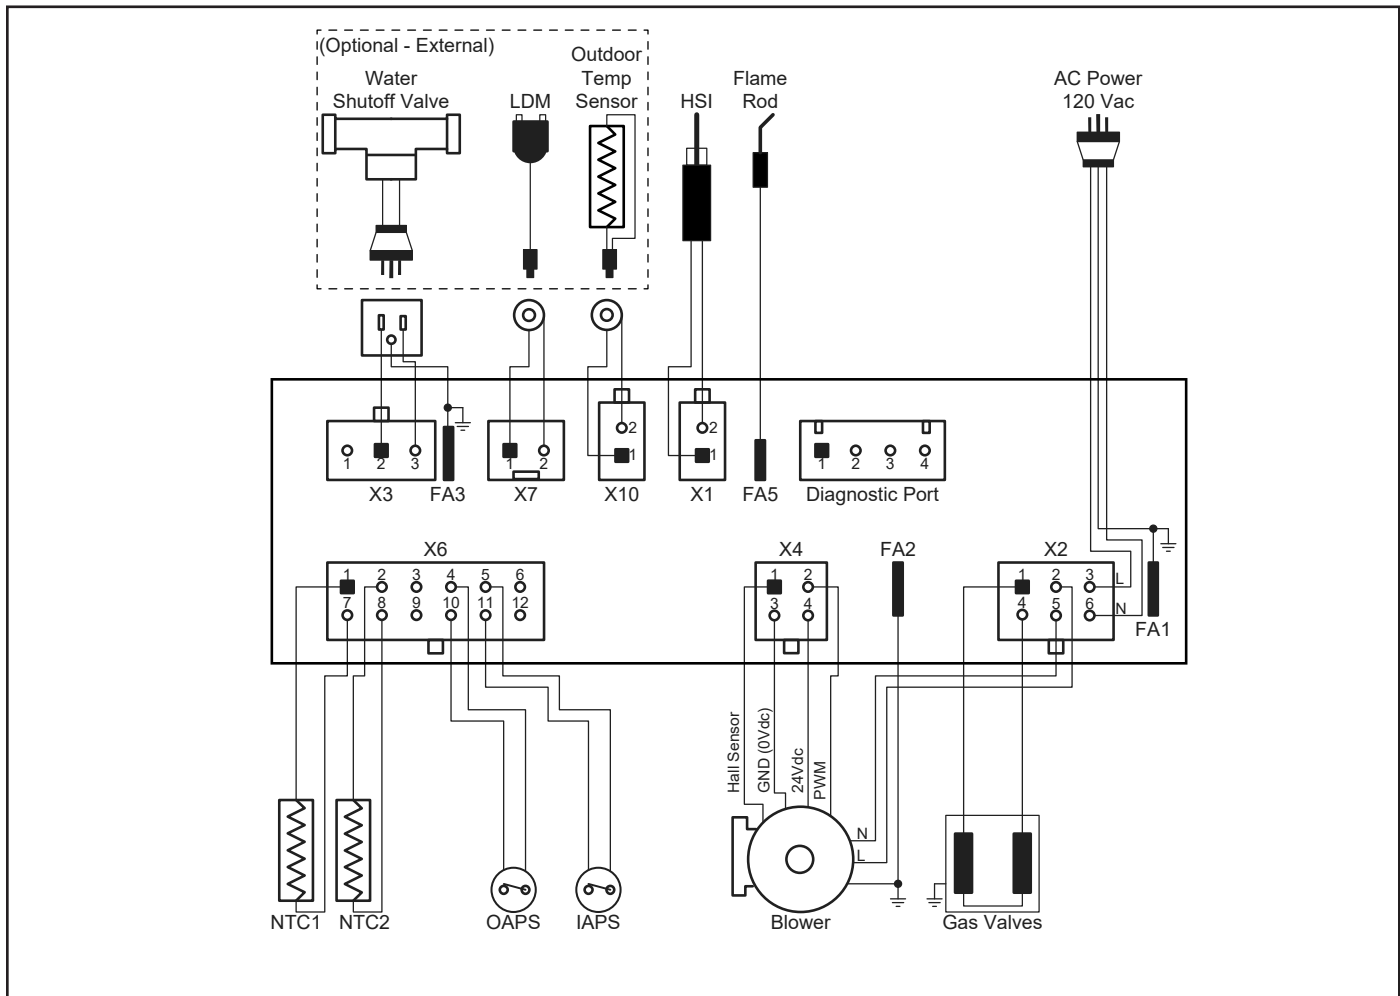 (Optional - External)
Water
Shutoff Valve
LDM
Outdoor
Temp
Sensor
HSI
Flame
Rod
AC Power
120 Vac
1 2 3
X3
FA3
1 2
X7
2
1
X10
2
1
X1
FA5
1 2 3 4
Diagnostic Port
X6
1 2 3 4 5 6
7 8 9 10 11 12
X4
1 2
3 4
FA2
X2
1 2 3
4 5 6
L
N
FA1
Hall Sensor
GND (0Vdc)
24Vdc
PWM
N
L
NTC1
NTC2
OAPS
IAPS
Blower
Gas Valves